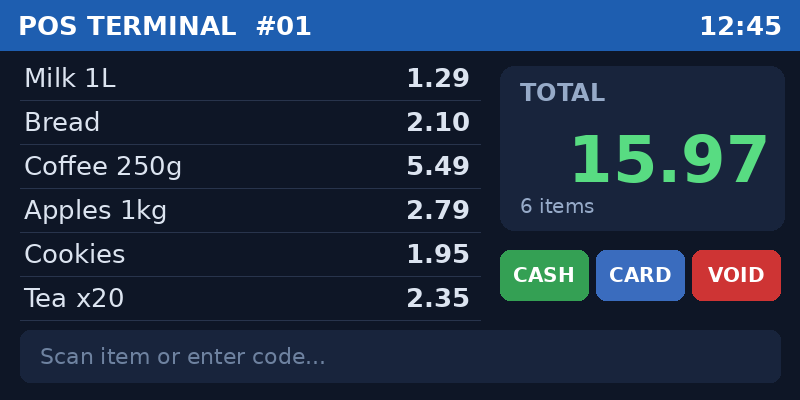 POS TERMINAL #01 12:45
Milk 1L 1.29
Bread 2.10
Coffee 250g 5.49
Apples 1kg 2.79
Cookies 1.95
Tea x20 2.35
TOTAL
15.97
6 items
CASH CARD VOID
Scan item or enter code...